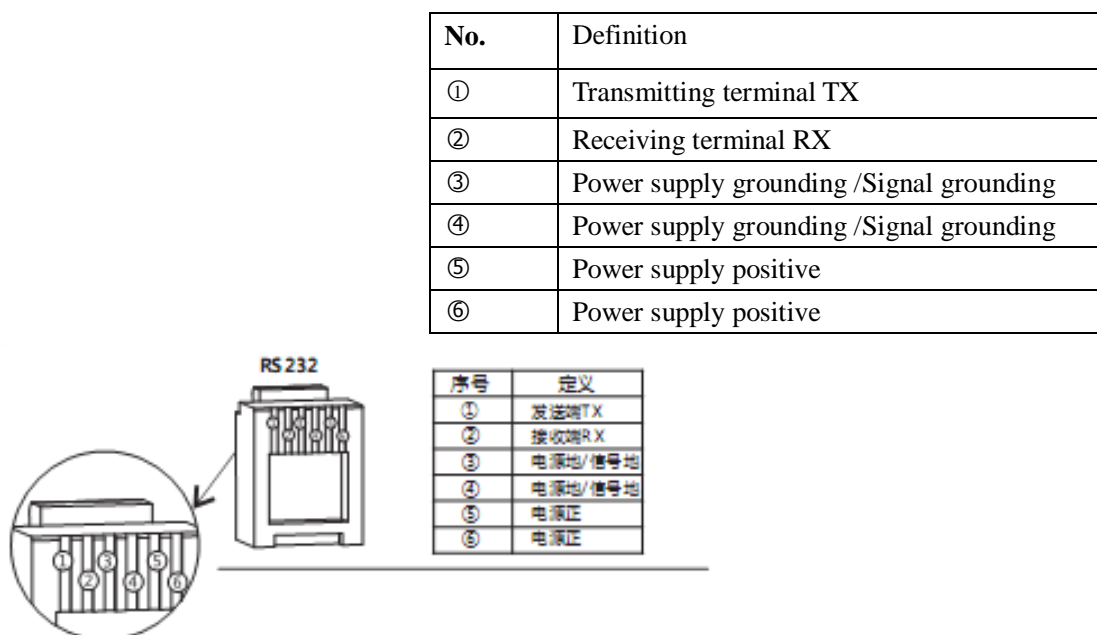 No. Definition
① Transmitting terminal TX
② Receiving terminal RX
③ Power supply grounding /Signal grounding
④ Power supply grounding /Signal grounding
⑤ Power supply positive
⑥ Power supply positive
RS232
序号 定义
① 发送端TX
② 接收端RX
③ 电源地/信号地
④ 电源地/信号地
⑤ 电源正
⑥ 电源正
① ③ ⑤
② ④ ⑥